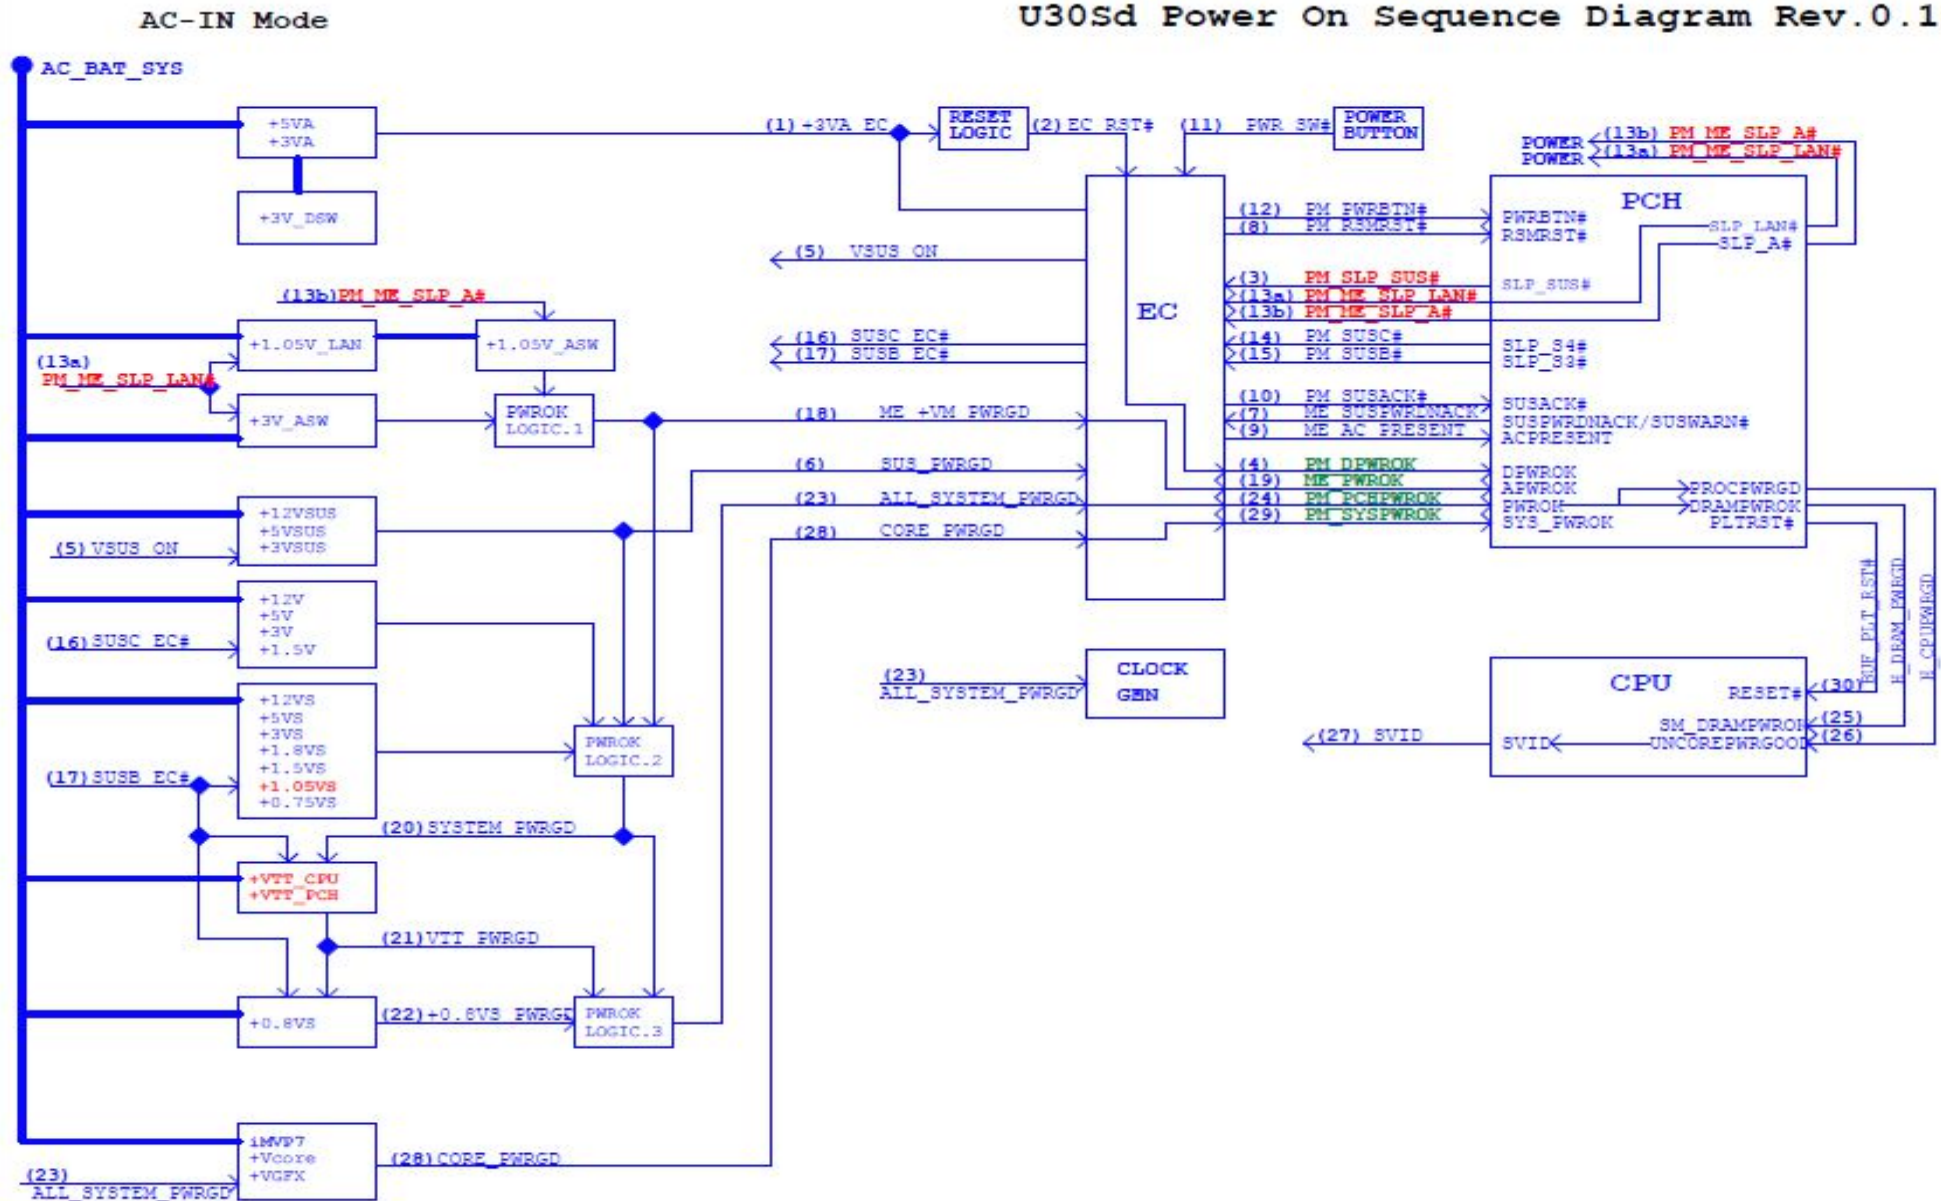 AC-IN Mode
U30Sd Power On Sequence Diagram Rev.0.1
AC_BAT_SYS
+5VA
+3VA
+3V_DSW
(1) +3VA_EC
RESET
LOGIC
(2) EC_RST#
(11) PWR_SW#
POWER
BUTTON
POWER
(13b) PM_ME_SLP_A#
POWER
(13a) PM_ME_SLP_LAN#
EC
PCH
(12) PM_PWRBTN#
PWRBTN#
(8) PM_RSMRST#
RSMRST#
SLP_LAN#
SLP_A#
(5) VSUS_ON
(3) PM_SLP_SUS#
SLP_SUS#
(13a) PM_ME_SLP_LAN#
(13b) PM_ME_SLP_A#
(16) SUSC_EC#
(17) SUSB_EC#
(14) PM_SUSC#
SLP_S4#
(15) PM_SUSB#
SLP_S3#
(10) PM_SUSACK#
SUSACK#
(7) ME_SUSPWRDNACK
SUSPWRDNACK/SUSWARN#
(9) ME_AC_PRESENT
ACPRESENT
(4) PM_DPWROK
DPWROK
(19) ME_PWROK
APWROK
(24) PM_PCHPWROK
PWROK
(29) PM_SYSPWROK
SYS_PWROK
PROCPWRGD
DRAMPWROK
PLTRST#
(13b)PM_ME_SLP_A#
+1.05V_LAN
+1.05V_ASW
(13a)
PM_ME_SLP_LAN#
+3V_ASW
PWROK
LOGIC.1
(18) ME_+VM_PWRGD
(6) SUS_PWRGD
(23) ALL_SYSTEM_PWRGD
(28) CORE_PWRGD
+12VSUS
+5VSUS
+3VSUS
(5) VSUS_ON
+12V
+5V
+3V
+1.5V
(16) SUSC_EC#
+12VS
+5VS
+3VS
+1.8VS
+1.5VS
+1.05VS
+0.75VS
(17) SUSB_EC#
PWROK
LOGIC.2
(20) SYSTEM_PWRGD
+VTT_CPU
+VTT_PCH
(21) VTT_PWRGD
+0.8VS
(22) +0.8VS_PWRGD
PWROK
LOGIC.3
iMVP7
+Vcore
+VGFX
(23)
ALL_SYSTEM_PWRGD
(28) CORE_PWRGD
(23)
ALL_SYSTEM_PWRGD
CLOCK
GEN
BUF_PLT_RST#
H_DRAM_PWRGD
H_CPUPWRGD
CPU
RESET#
(30)
SM_DRAMPWROK
(25)
UNCOREPWRGOOD
(26)
SVID
(27) SVID